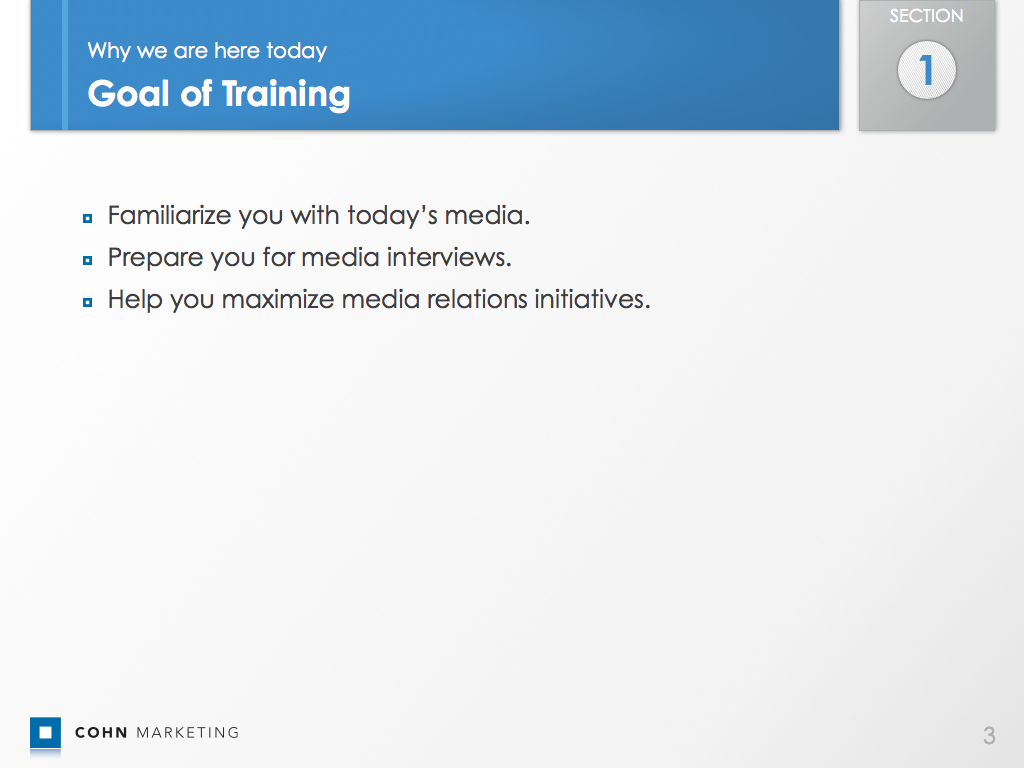 Why we are here today
Goal of Training
SECTION
1
Familiarize you with today’s media.
Prepare you for media interviews.
Help you maximize media relations initiatives.
COHN MARKETING
3